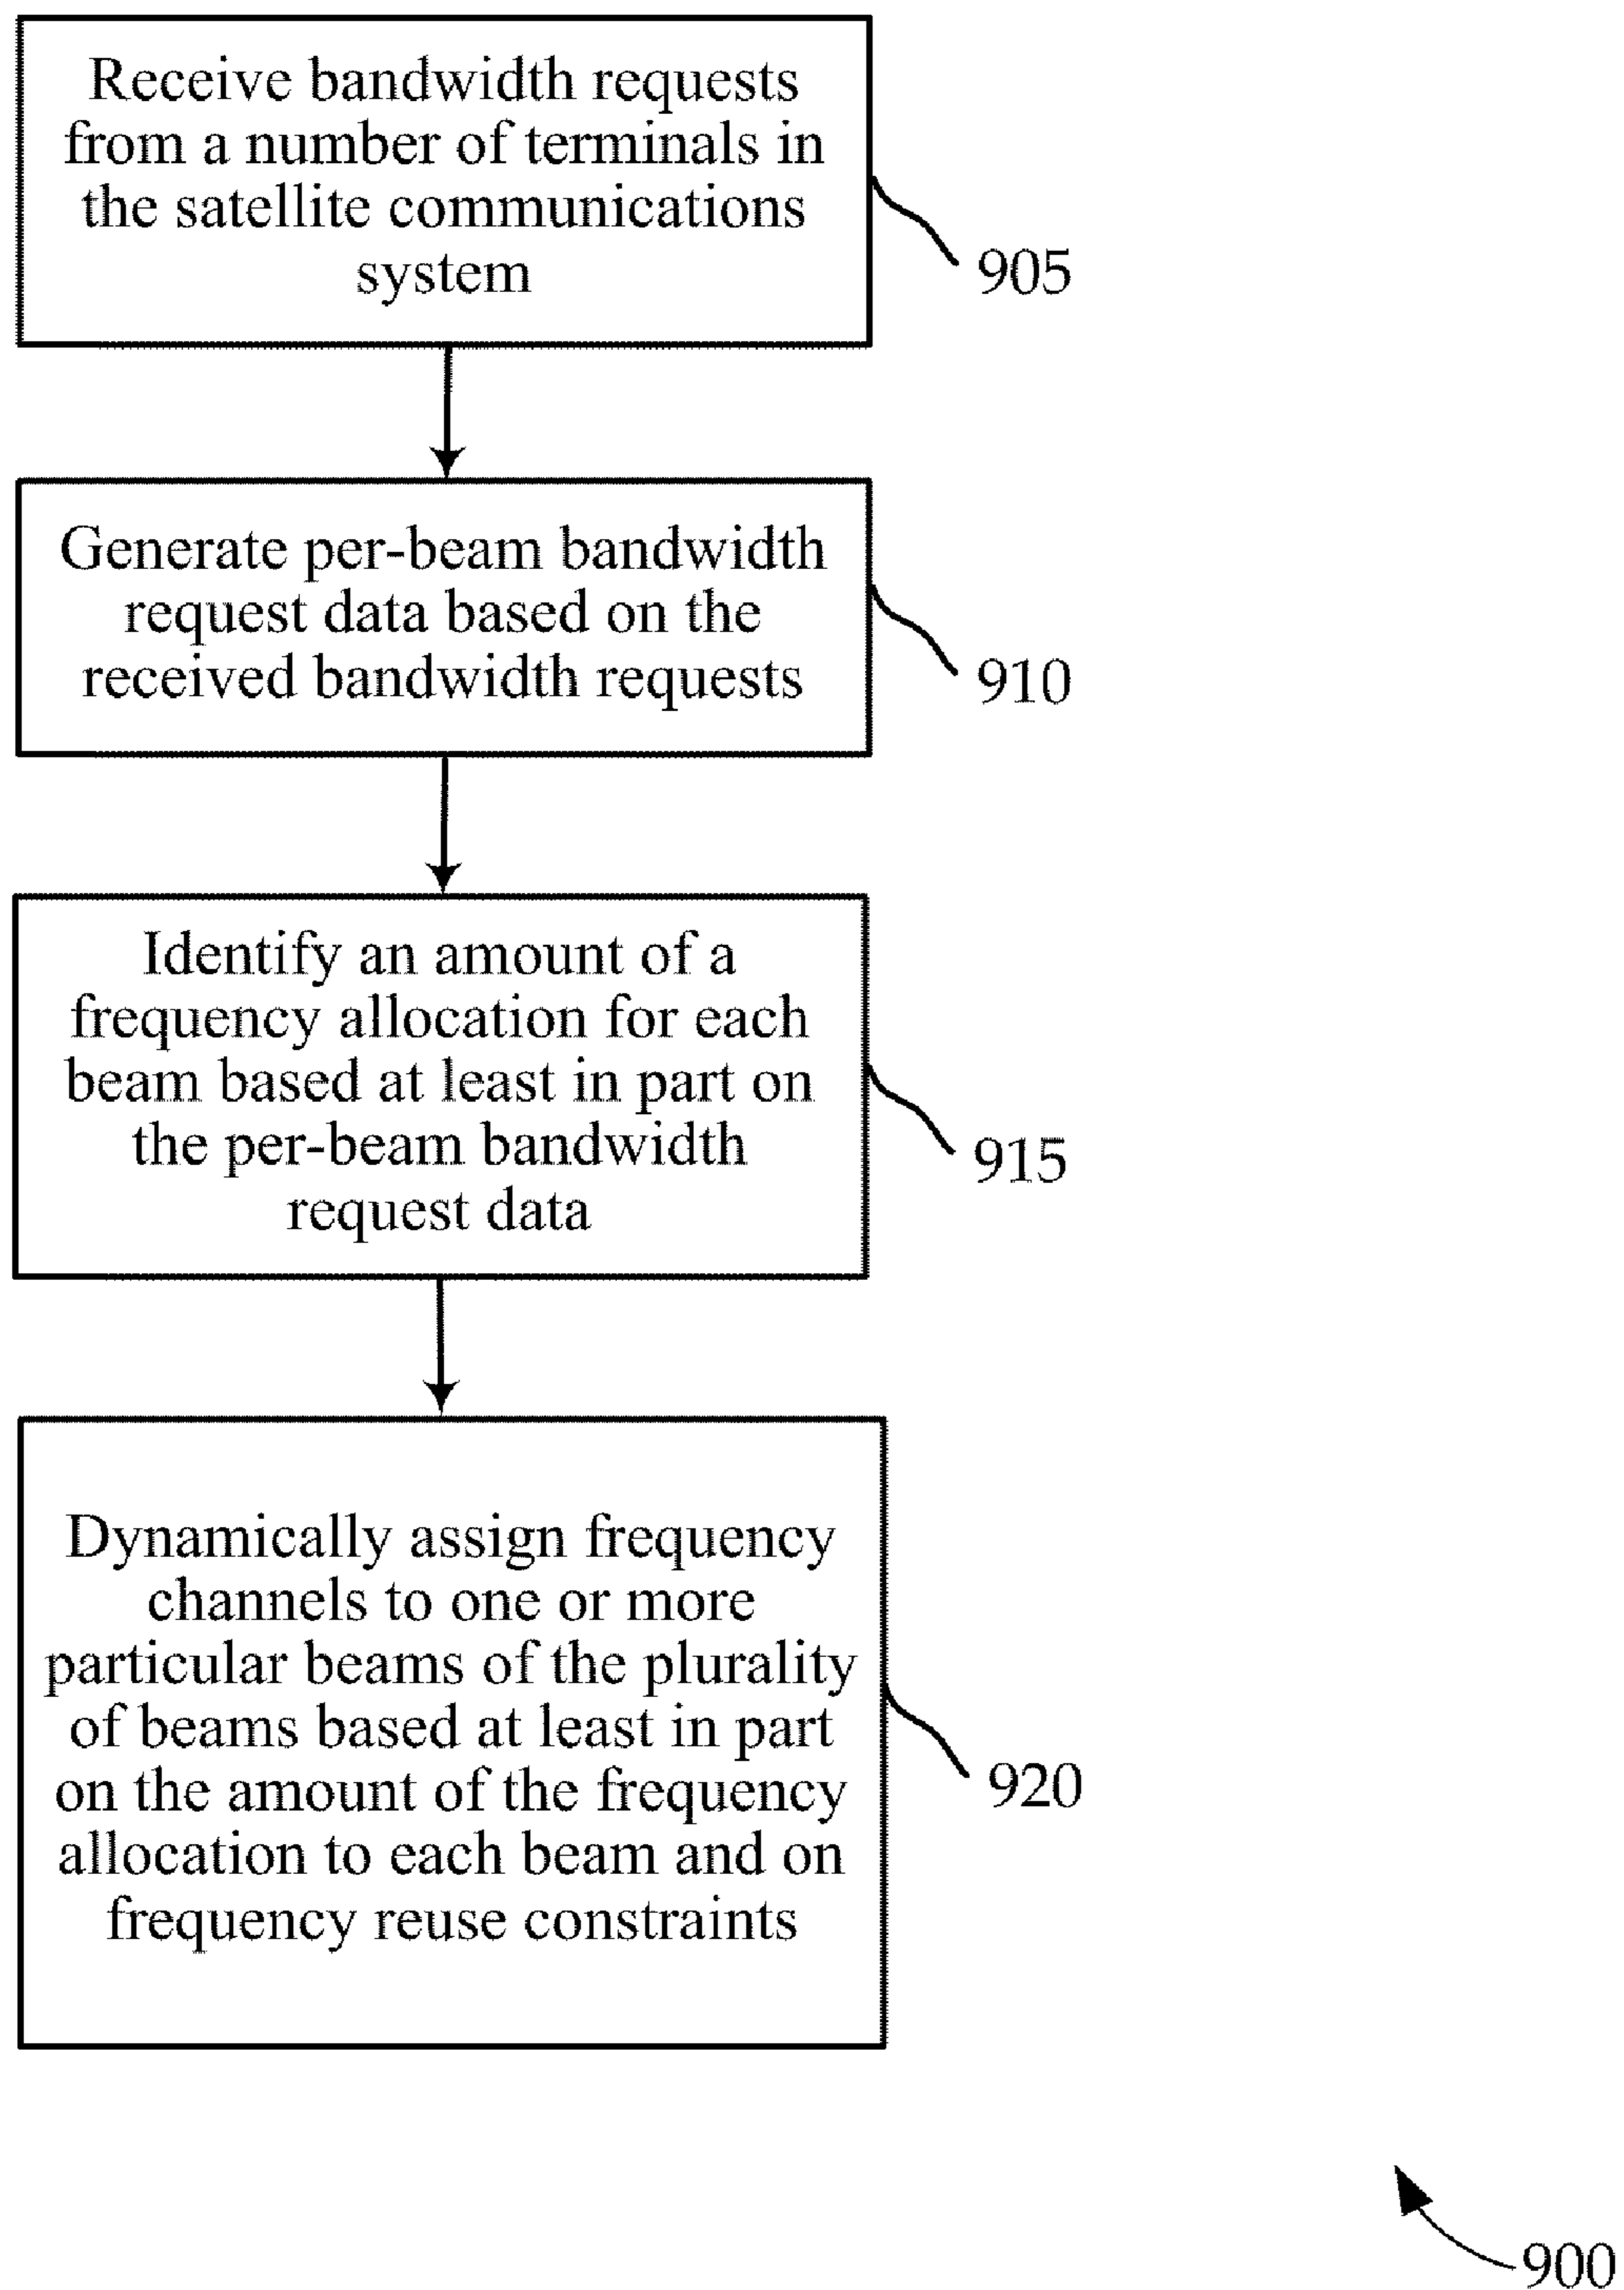 Receive bandwidth requests
from a number of terminals in
the satellite communications
system
905
Generate per-beam bandwidth
request data based on the
received bandwidth requests
910
Identify an amount of a
frequency allocation for each
beam based at least in part on
the per-beam bandwidth
request data
915
Dynamically assign frequency
channels to one or more
particular beams of the plurality
of beams based at least in part
on the amount of the frequency
allocation to each beam and on
frequency reuse constraints
920
900